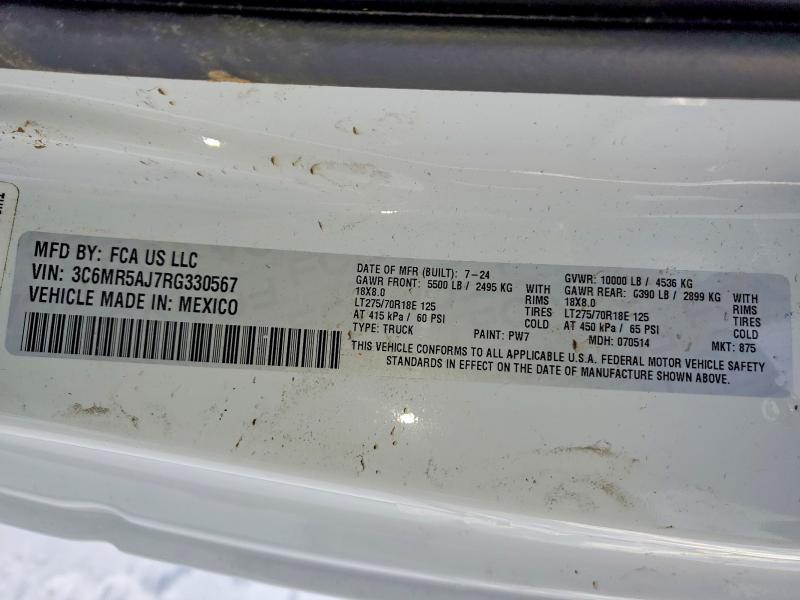 MFD BY: FCA US LLC
VIN: 3C6MR5AJ7RG330567
VEHICLE MADE IN: MEXICO
DATE OF MFR (BUILT): 7-24
GAWR FRONT: 5500 LB / 2495 KG WITH
18X8.0 RIMS
LT275/70R18E 125 TIRES
AT 415 kPa / 60 PSI COLD
TYPE: TRUCK PAINT: PW7
GVWR: 10000 LB / 4536 KG
GAWR REAR: 6390 LB / 2899 KG WITH
18X8.0 RIMS
LT275/70R18E 125 TIRES
AT 450 kPa / 65 PSI COLD
MDH: 070514 MKT: 875
THIS VEHICLE CONFORMS TO ALL APPLICABLE U.S.A. FEDERAL MOTOR VEHICLE SAFETY
STANDARDS IN EFFECT ON THE DATE OF MANUFACTURE SHOWN ABOVE.